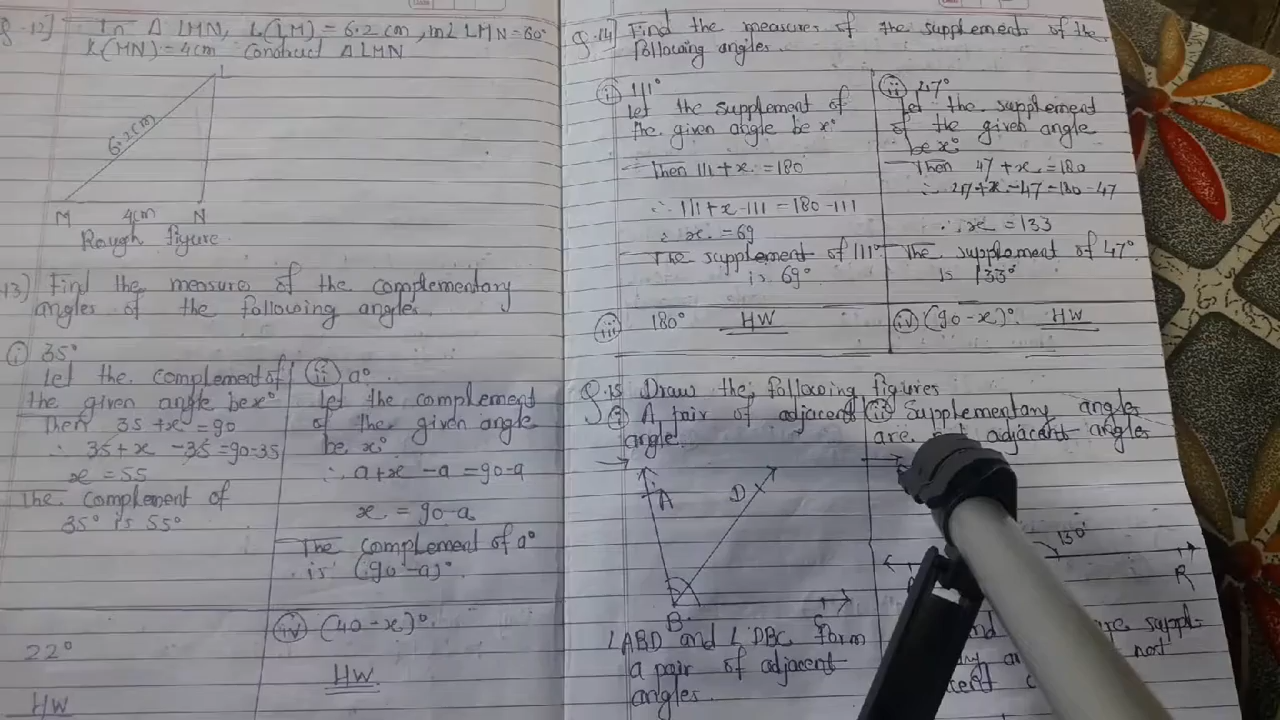 Q.12] In Δ LMN, l(LM) = 6.2 cm, m∠LMN = 60°
l(MN) = 4cm construct Δ LMN
L
6.2cm
M 4cm N
Rough figure.
13) Find the measures of the complementary
angles of the following angles.
(i) 35°
Let the complement of
the given angle be x°
Then 35 + x = 90
∴ 35 + x - 35 = 90-35
x = 55
The complement of
35° is 55°
22°
HW
(ii) a°
Let the complement
of the given angle
be x°
∴ a+x -a = 90-a
x = 90-a
The complement of a°
is (90-a)°
(iv) (40-x)°.
HW
Q.14] Find the measures of the supplements of the
following angles.
(i) 111°
Let the supplement of
the given angle be x°
Then 111 + x = 180
∴ 111 + x - 111 = 180 - 111
∴ x = 69
The supplement of 111°
is 69°
(ii) 47°
Let the supplement
of the given angle
be x°
Then 47 + x = 180
∴ 47 + x - 47 = 180 - 47
∴ x = 133
The supplement of 47°
is 133°
(iii) 180° HW
(iv) (90-x)°. HW
Q.15 Draw the following figures
A pair of adjacent
angle.
A D
B C
∠ABD and ∠DBC form
a pair of adjacent
angles.
Supplementary angles
are adjacent angles
130°
R
suppl-
not